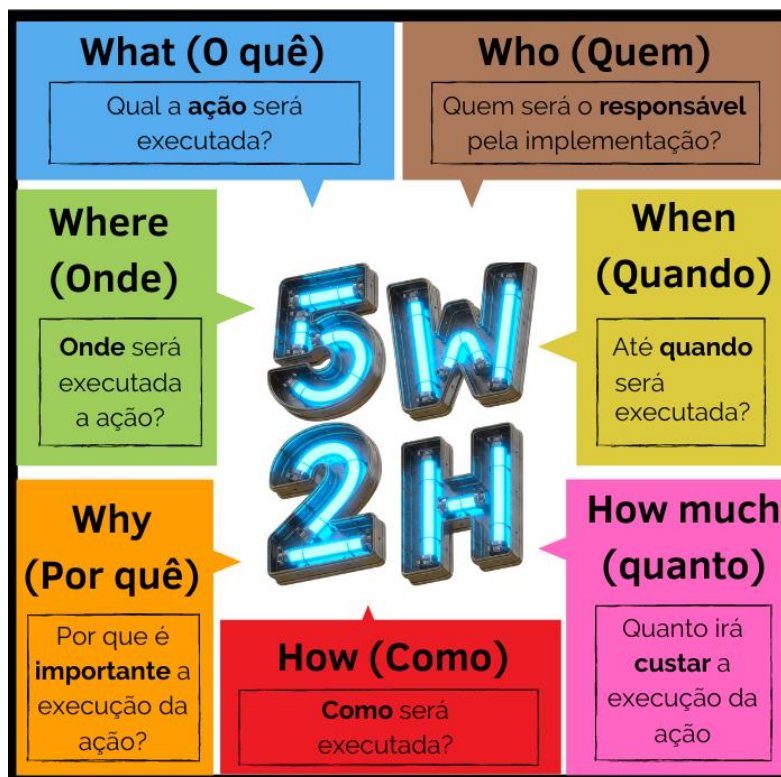 What (O quê)
Qual a ação será
executada?
Who (Quem)
Quem será o responsável
pela implementação?
Where
(Onde)
Onde será
executada
a ação?
When
(Quando)
Até quando
será
executada?
5W
2H
Why
(Por quê)
Por que é
importante a
execução da
ação?
How (Como)
Como será
executada?
How much
(quanto)
Quanto irá
custar a
execução da
ação